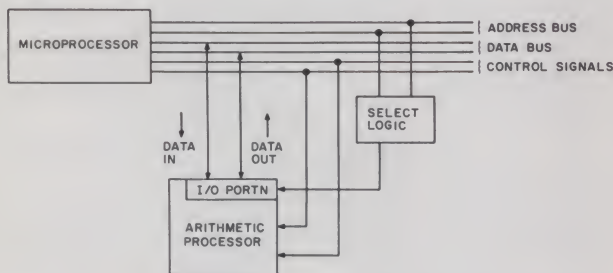 MICROPROCESSOR
ADDRESS BUS
DATA BUS
CONTROL SIGNALS
SELECT
LOGIC
DATA
IN
DATA
OUT
I/O PORTN
ARITHMETIC
PROCESSOR